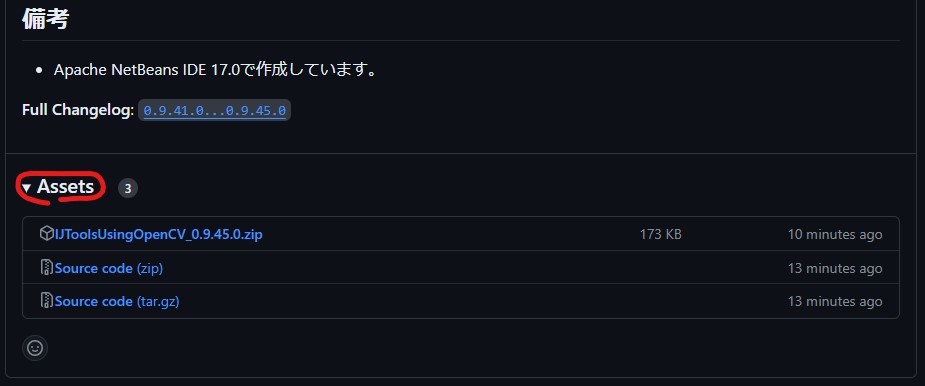 備考
Apache NetBeans IDE 17.0で作成しています。
Full Changelog: 0.9.41.0...0.9.45.0
Assets 3
IJToolsUsingOpenCV_0.9.45.0.zip 173 KB 10 minutes ago
Source code (zip) 13 minutes ago
Source code (tar.gz) 13 minutes ago